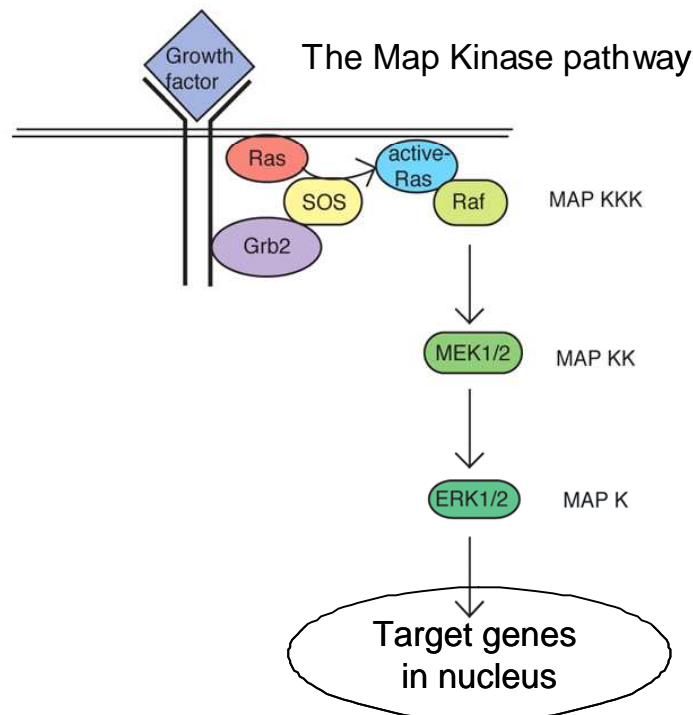 The Map Kinase pathway
Growth
factor
Ras
active-
Ras
SOS
Raf
MAP KKK
Grb2
MEK1/2
MAP KK
ERK1/2
MAP K
Target genes
in nucleus